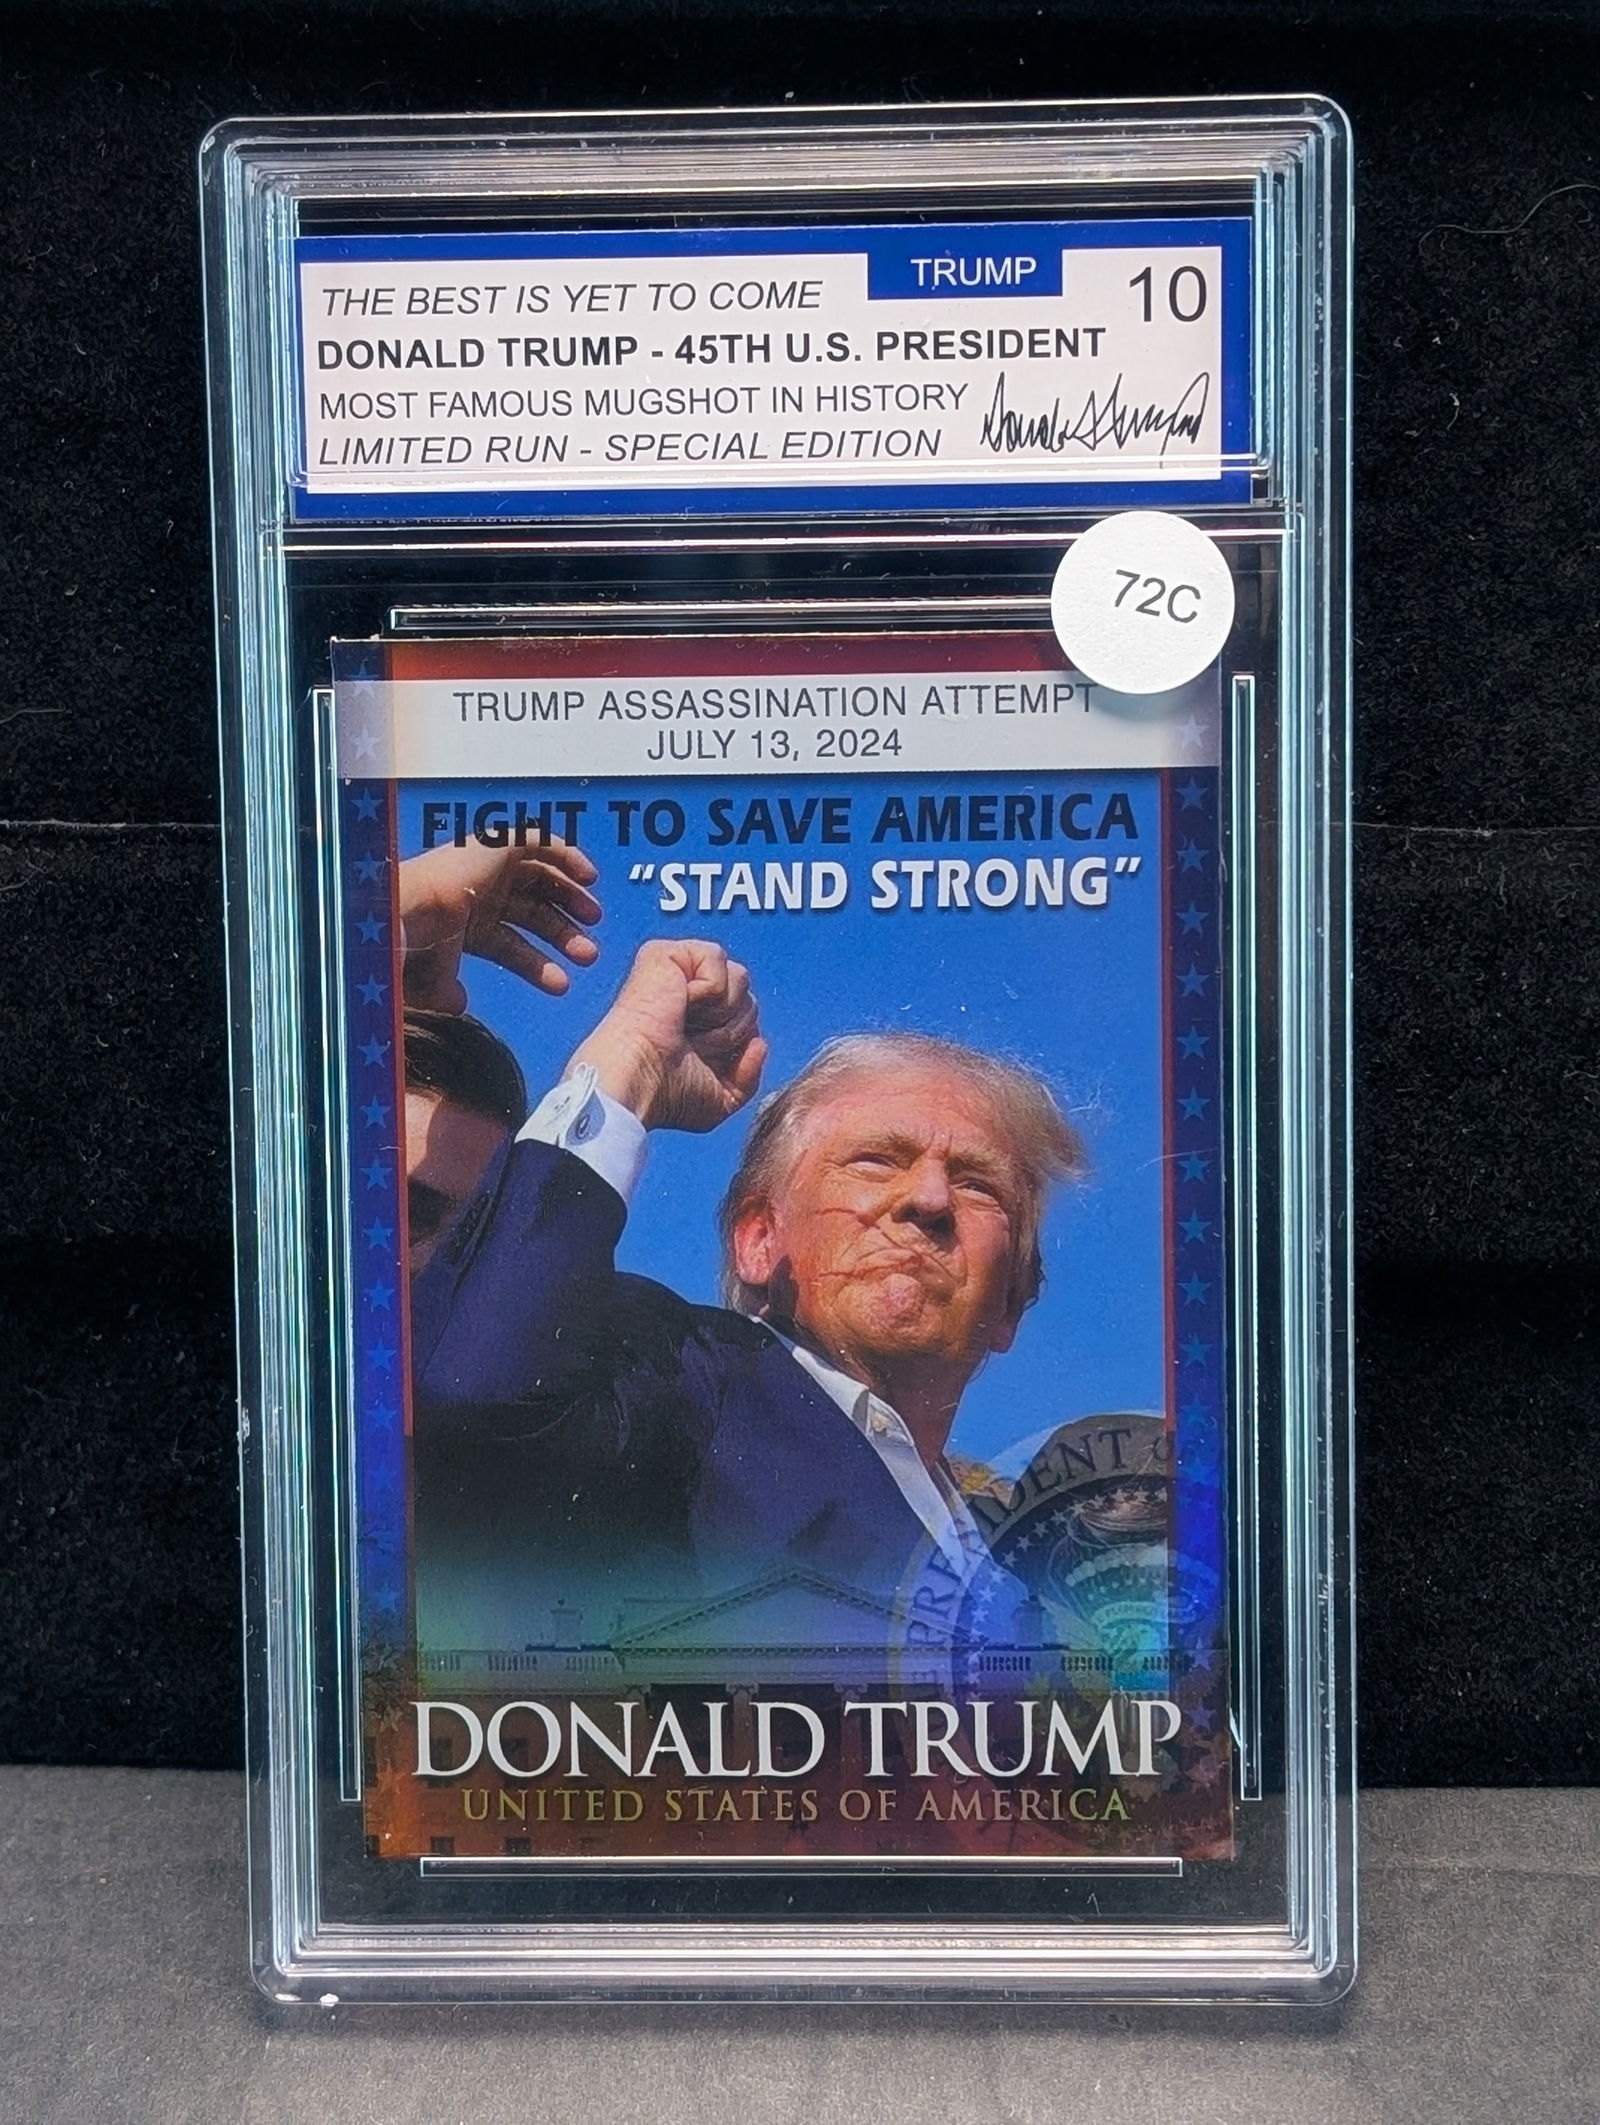 TRUMP
10
THE BEST IS YET TO COME
DONALD TRUMP - 45TH U.S. PRESIDENT
MOST FAMOUS MUGSHOT IN HISTORY
LIMITED RUN - SPECIAL EDITION
Donald Trump
72C
TRUMP ASSASSINATION ATTEMPT
JULY 13, 2024
FIGHT TO SAVE AMERICA
“STAND STRONG”
DONALD TRUMP
UNITED STATES OF AMERICA